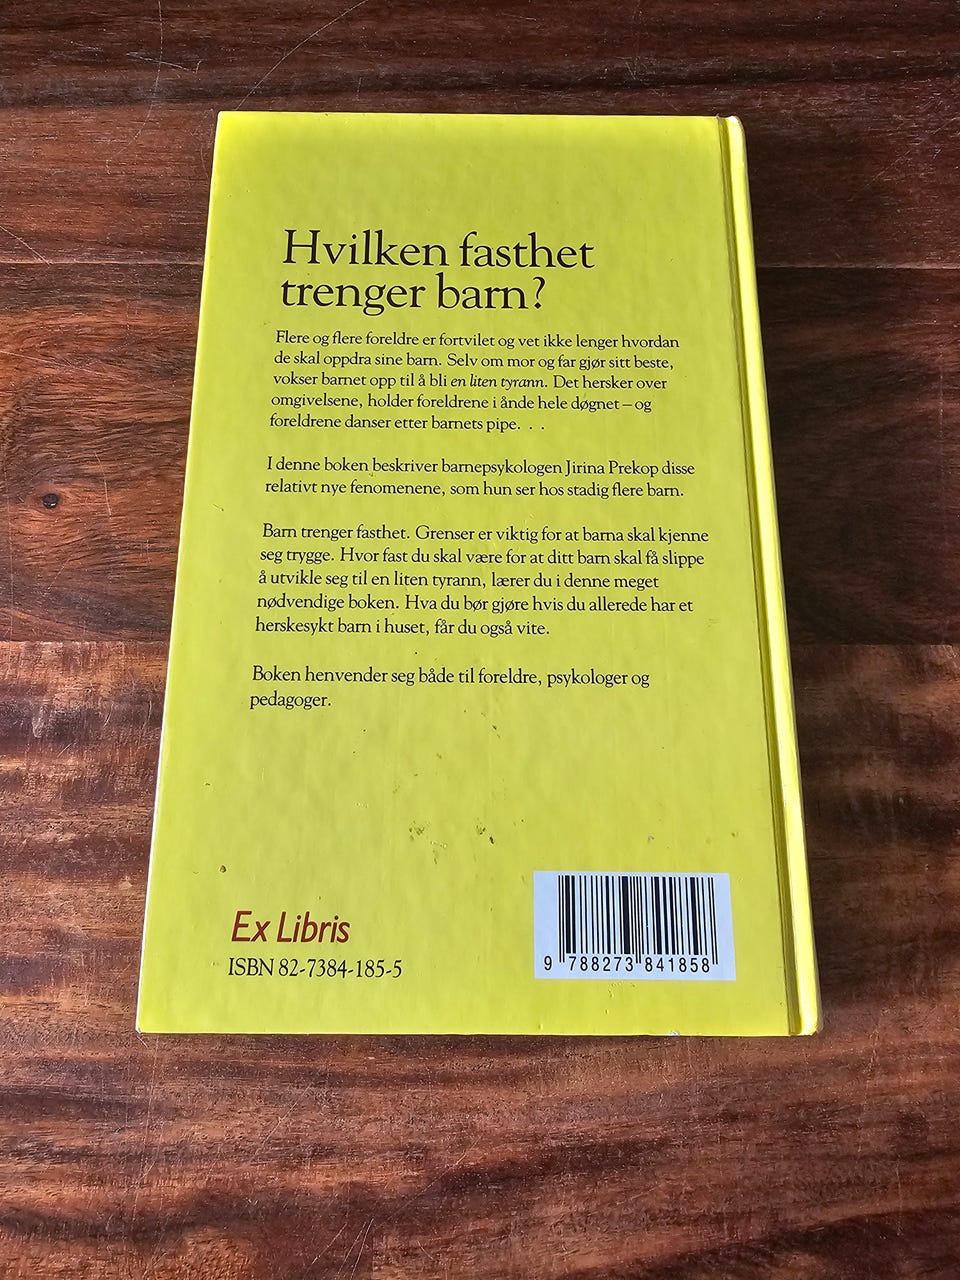 Hvilken fasthet
trenger barn?
Flere og flere foreldre er fortvilet og vet ikke lenger hvordan
de skal oppdra sine barn. Selv om mor og far gjør sitt beste,
vokser barnet opp til å bli en liten tyrann. Det hersker over
omgivelsene, holder foreldrene i ånde hele døgnet – og
foreldrene danser etter barnets pipe. . .
I denne boken beskriver barnepsykologen Jirina Prekop disse
relativt nye fenomenene, som hun ser hos stadig flere barn.
Barn trenger fasthet. Grenser er viktig for at barna skal kjenne
seg trygge. Hvor fast du skal være for at ditt barn skal få slippe
å utvikle seg til en liten tyrann, lærer du i denne meget
nødvendige boken. Hva du bør gjøre hvis du allerede har et
herskesykt barn i huset, får du også vite.
Boken henvender seg både til foreldre, psykologer og
pedagoger.
Ex Libris
ISBN 82-7384-185-5
9 788273 841858